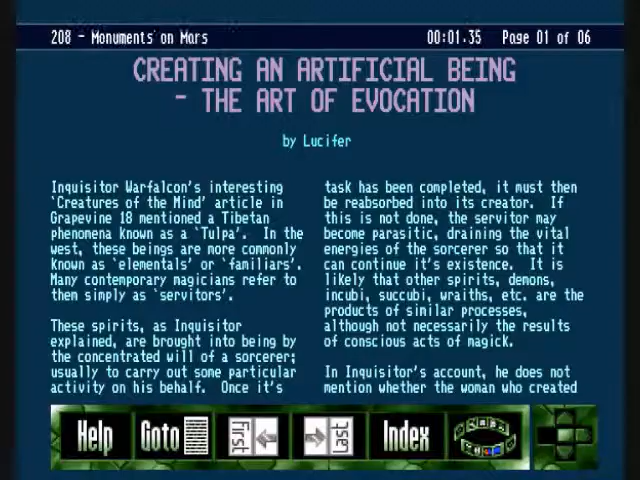 208 - Monuments on Mars
00:01.35
Page 01 of 06
CREATING AN ARTIFICIAL BEING
- THE ART OF EVOCATION
by Lucifer
Inquisitor Warfalcon's interesting
`Creatures of the Mind' article in
Grapevine 18 mentioned a Tibetan
phenomena known as a `Tulpa'. In the
west, these beings are more commonly
known as `elementals' or `familiars'.
Many contemporary magicians refer to
them simply as `servitors'.
These spirits, as Inquisitor
explained, are brought into being by
the concentrated will of a sorcerer;
usually to carry out some particular
activity on his behalf. Once it's
task has been completed, it must then
be reabsorbed into its creator. If
this is not done, the servitor may
become parasitic, draining the vital
energies of the sorcerer so that it
can continue it's existence. It is
likely that other spirits, demons,
incubi, succubi, wraiths, etc. are the
products of similar processes,
although not necessarily the results
of conscious acts of magick.
In Inquisitor's account, he does not
mention whether the woman who created
Help
Goto
first
last
Index